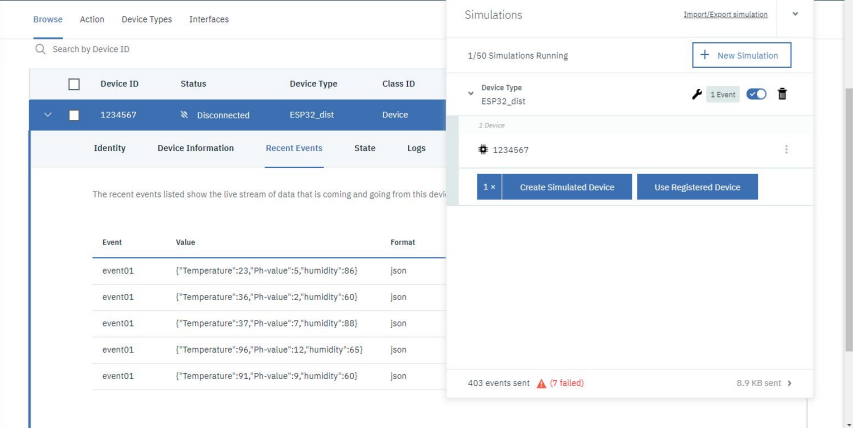 Browse Action Device Types Interfaces
Search by Device ID
Device ID Status Device Type Class ID
1234567 Disconnected ESP32_dist Device
Identity Device Information Recent Events State Logs
The recent events listed show the live stream of data that is coming and going from this devi
Event Value Format
event01 {"Temperature":23,"Ph-value":5,"humidity":86} json
event01 {"Temperature":36,"Ph-value":2,"humidity":60} json
event01 {"Temperature":37,"Ph-value":7,"humidity":88} json
event01 {"Temperature":96,"Ph-value":12,"humidity":65} json
event01 {"Temperature":91,"Ph-value":9,"humidity":60} json
Simulations Import/Export simulation
1/50 Simulations Running + New Simulation
Device Type
ESP32_dist 1 Event
1 Device
1234567
1 × Create Simulated Device Use Registered Device
403 events sent (7 failed) 8.9 KB sent